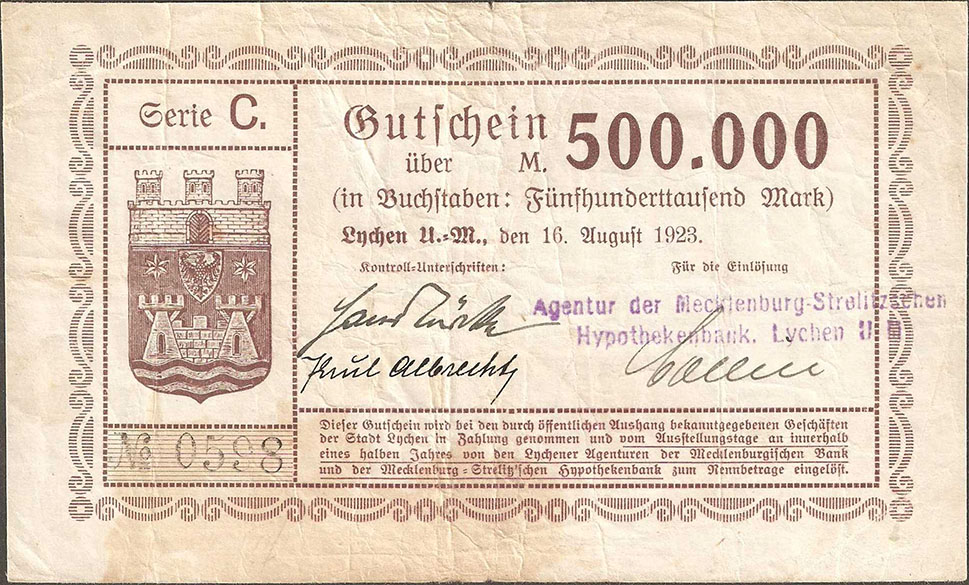 Serie C.
Gutschein
über M. 500.000
(in Buchstaben: Fünfhunderttausend Mark)
Lychen U.=M., den 16. August 1923.
Kontroll=Unterschriften:
Für die Einlösung
Agentur der Mecklenburg-Strelitzschen
Hypothekenbank, Lychen U
Albrecht
Dieser Gutschein wird bei den durch öffentlichen Aushang bekanntgegebenen Geschäften
der Stadt Lychen in Zahlung genommen und vom Ausstellungstage an innerhalb
eines halben Jahres von den Lychener Agenturen der Mecklenburgischen Bank
und der Mecklenburg=Strelitz'schen Hypothekenbank zum Nennbetrage eingelöst.
№ 0598